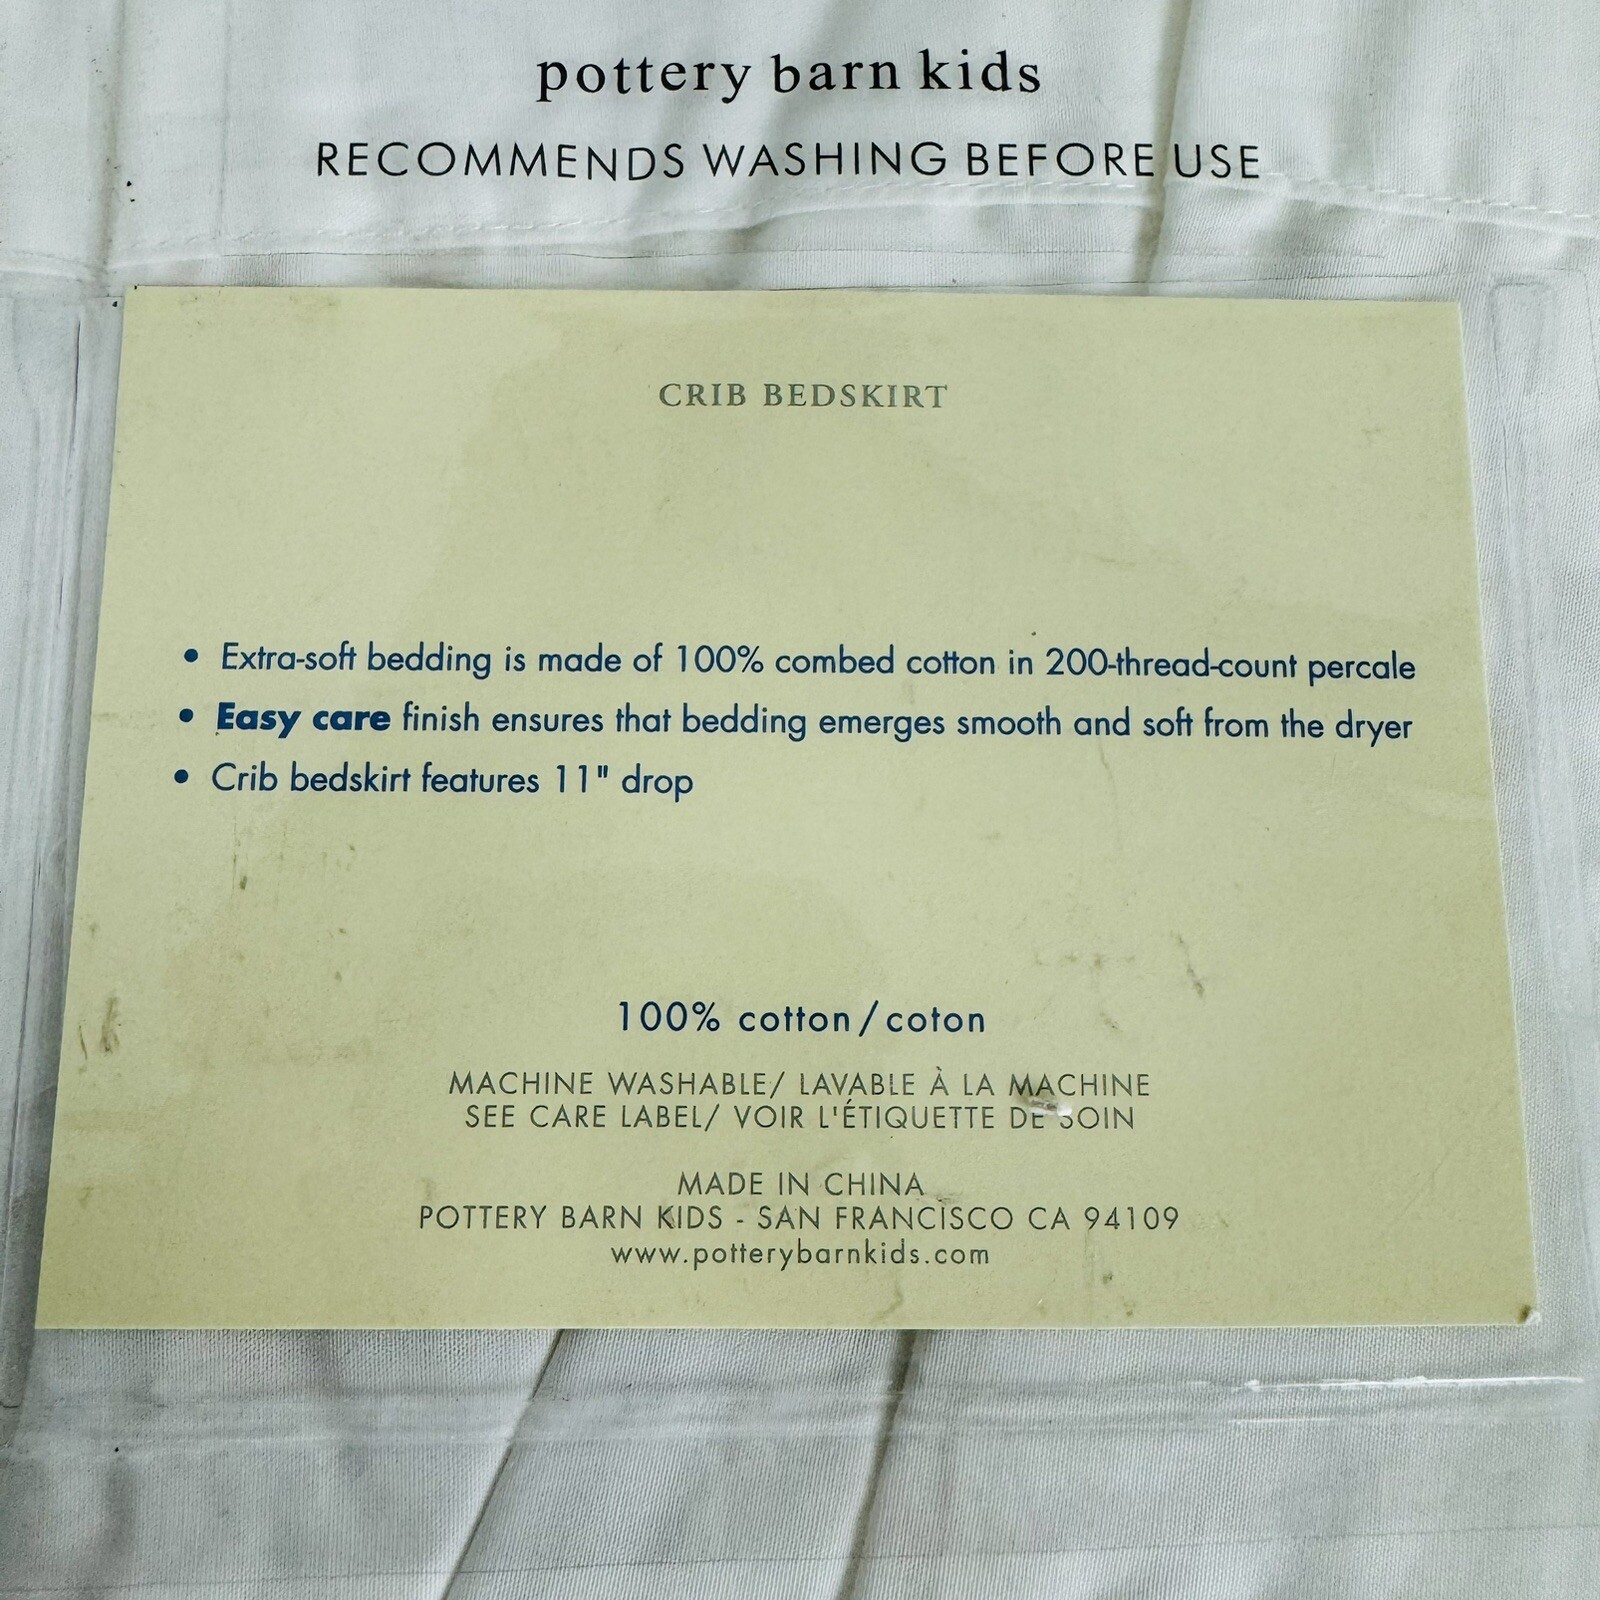 pottery barn kids
RECOMMENDS WASHING BEFORE USE
CRIB BEDSKIRT
• Extra-soft bedding is made of 100% combed cotton in 200-thread-count percale
• Easy care finish ensures that bedding emerges smooth and soft from the dryer
• Crib bedskirt features 11" drop
100% cotton/coton
MACHINE WASHABLE/ LAVABLE À LA MACHINE
SEE CARE LABEL/ VOIR L'ÉTIQUETTE DE SOIN
MADE IN CHINA
POTTERY BARN KIDS - SAN FRANCISCO CA 94109
www.potterybarnkids.com